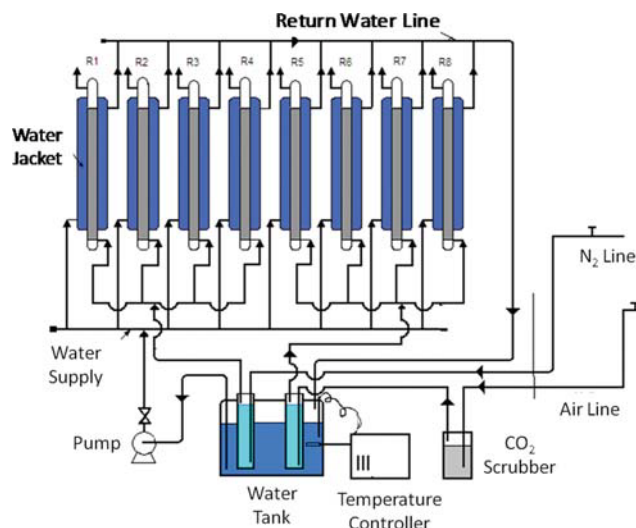 Return Water Line
R1 R2 R3 R4 R5 R6 R7 R8
Water
Jacket
N₂ Line
Water
Supply
Air Line
Pump
CO₂
Scrubber
Water
Tank
Temperature
Controller